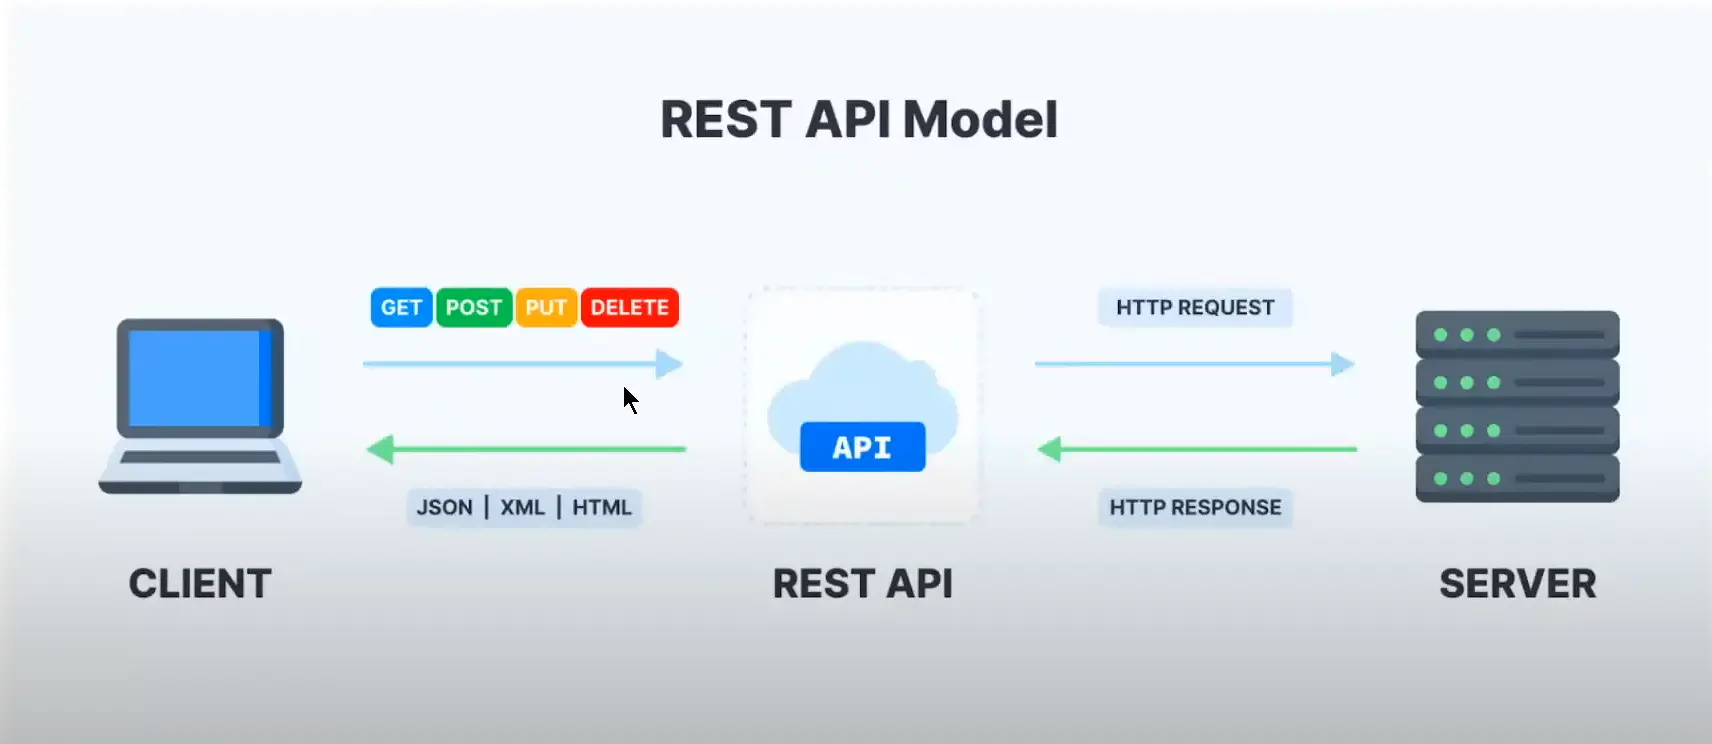 REST API Model
GET POST PUT DELETE
HTTP REQUEST
API
JSON | XML | HTML
HTTP RESPONSE
CLIENT
REST API
SERVER